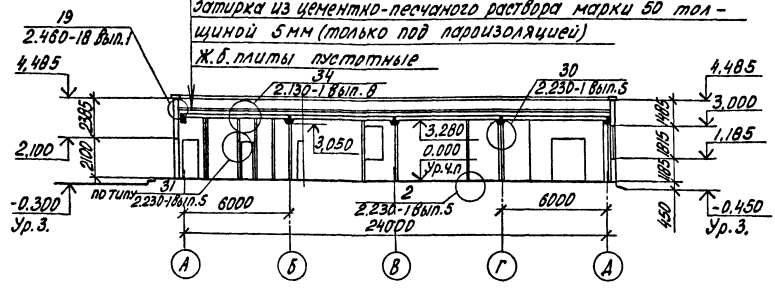 Затирка из цементно-песчаного раствора марки 50 тол-
щиной 5мм (только под пароизоляцией)
Ж.б. плиты пустотные
19
2.460-18 Вып.1
34
2.130-1 Вып.8
30
2.230-1 Вып.5
4,485
4,485
2385
1485
3,000
3,050
3,280
0.000
Ур.ч.п
1815
2,100
2100
1,185
1185
по типу
31
2.230-1 Вып.5
2
2.230-1 Вып.5
-0.300
Ур.З.
6000
6000
24000
450
-0.450
Ур.З.
А
Б
В
Г
Д